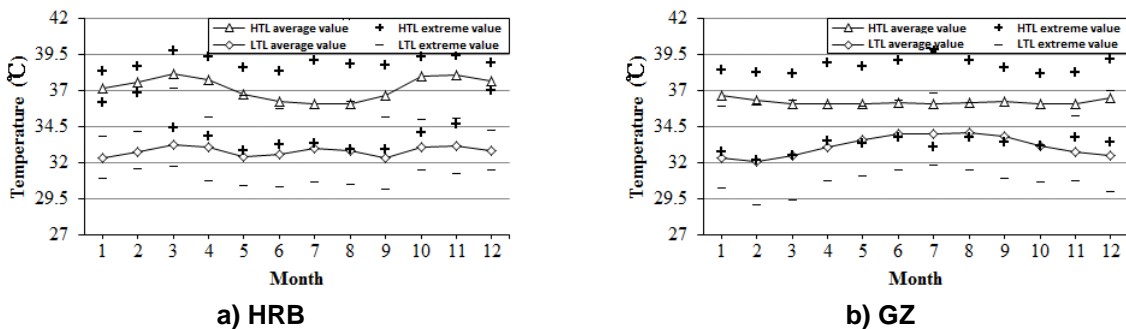 42
39.5
37
34.5
32
29.5
27
Temperature (℃)
HTL average value
HTL extreme value
LTL average value
LTL extreme value
1 2 3 4 5 6 7 8 9 10 11 12
Month
a) HRB
42
39.5
37
34.5
32
29.5
27
Temperature (℃)
HTL average value
HTL extreme value
LTL average value
LTL extreme value
1 2 3 4 5 6 7 8 9 10 11 12
Month
b) GZ